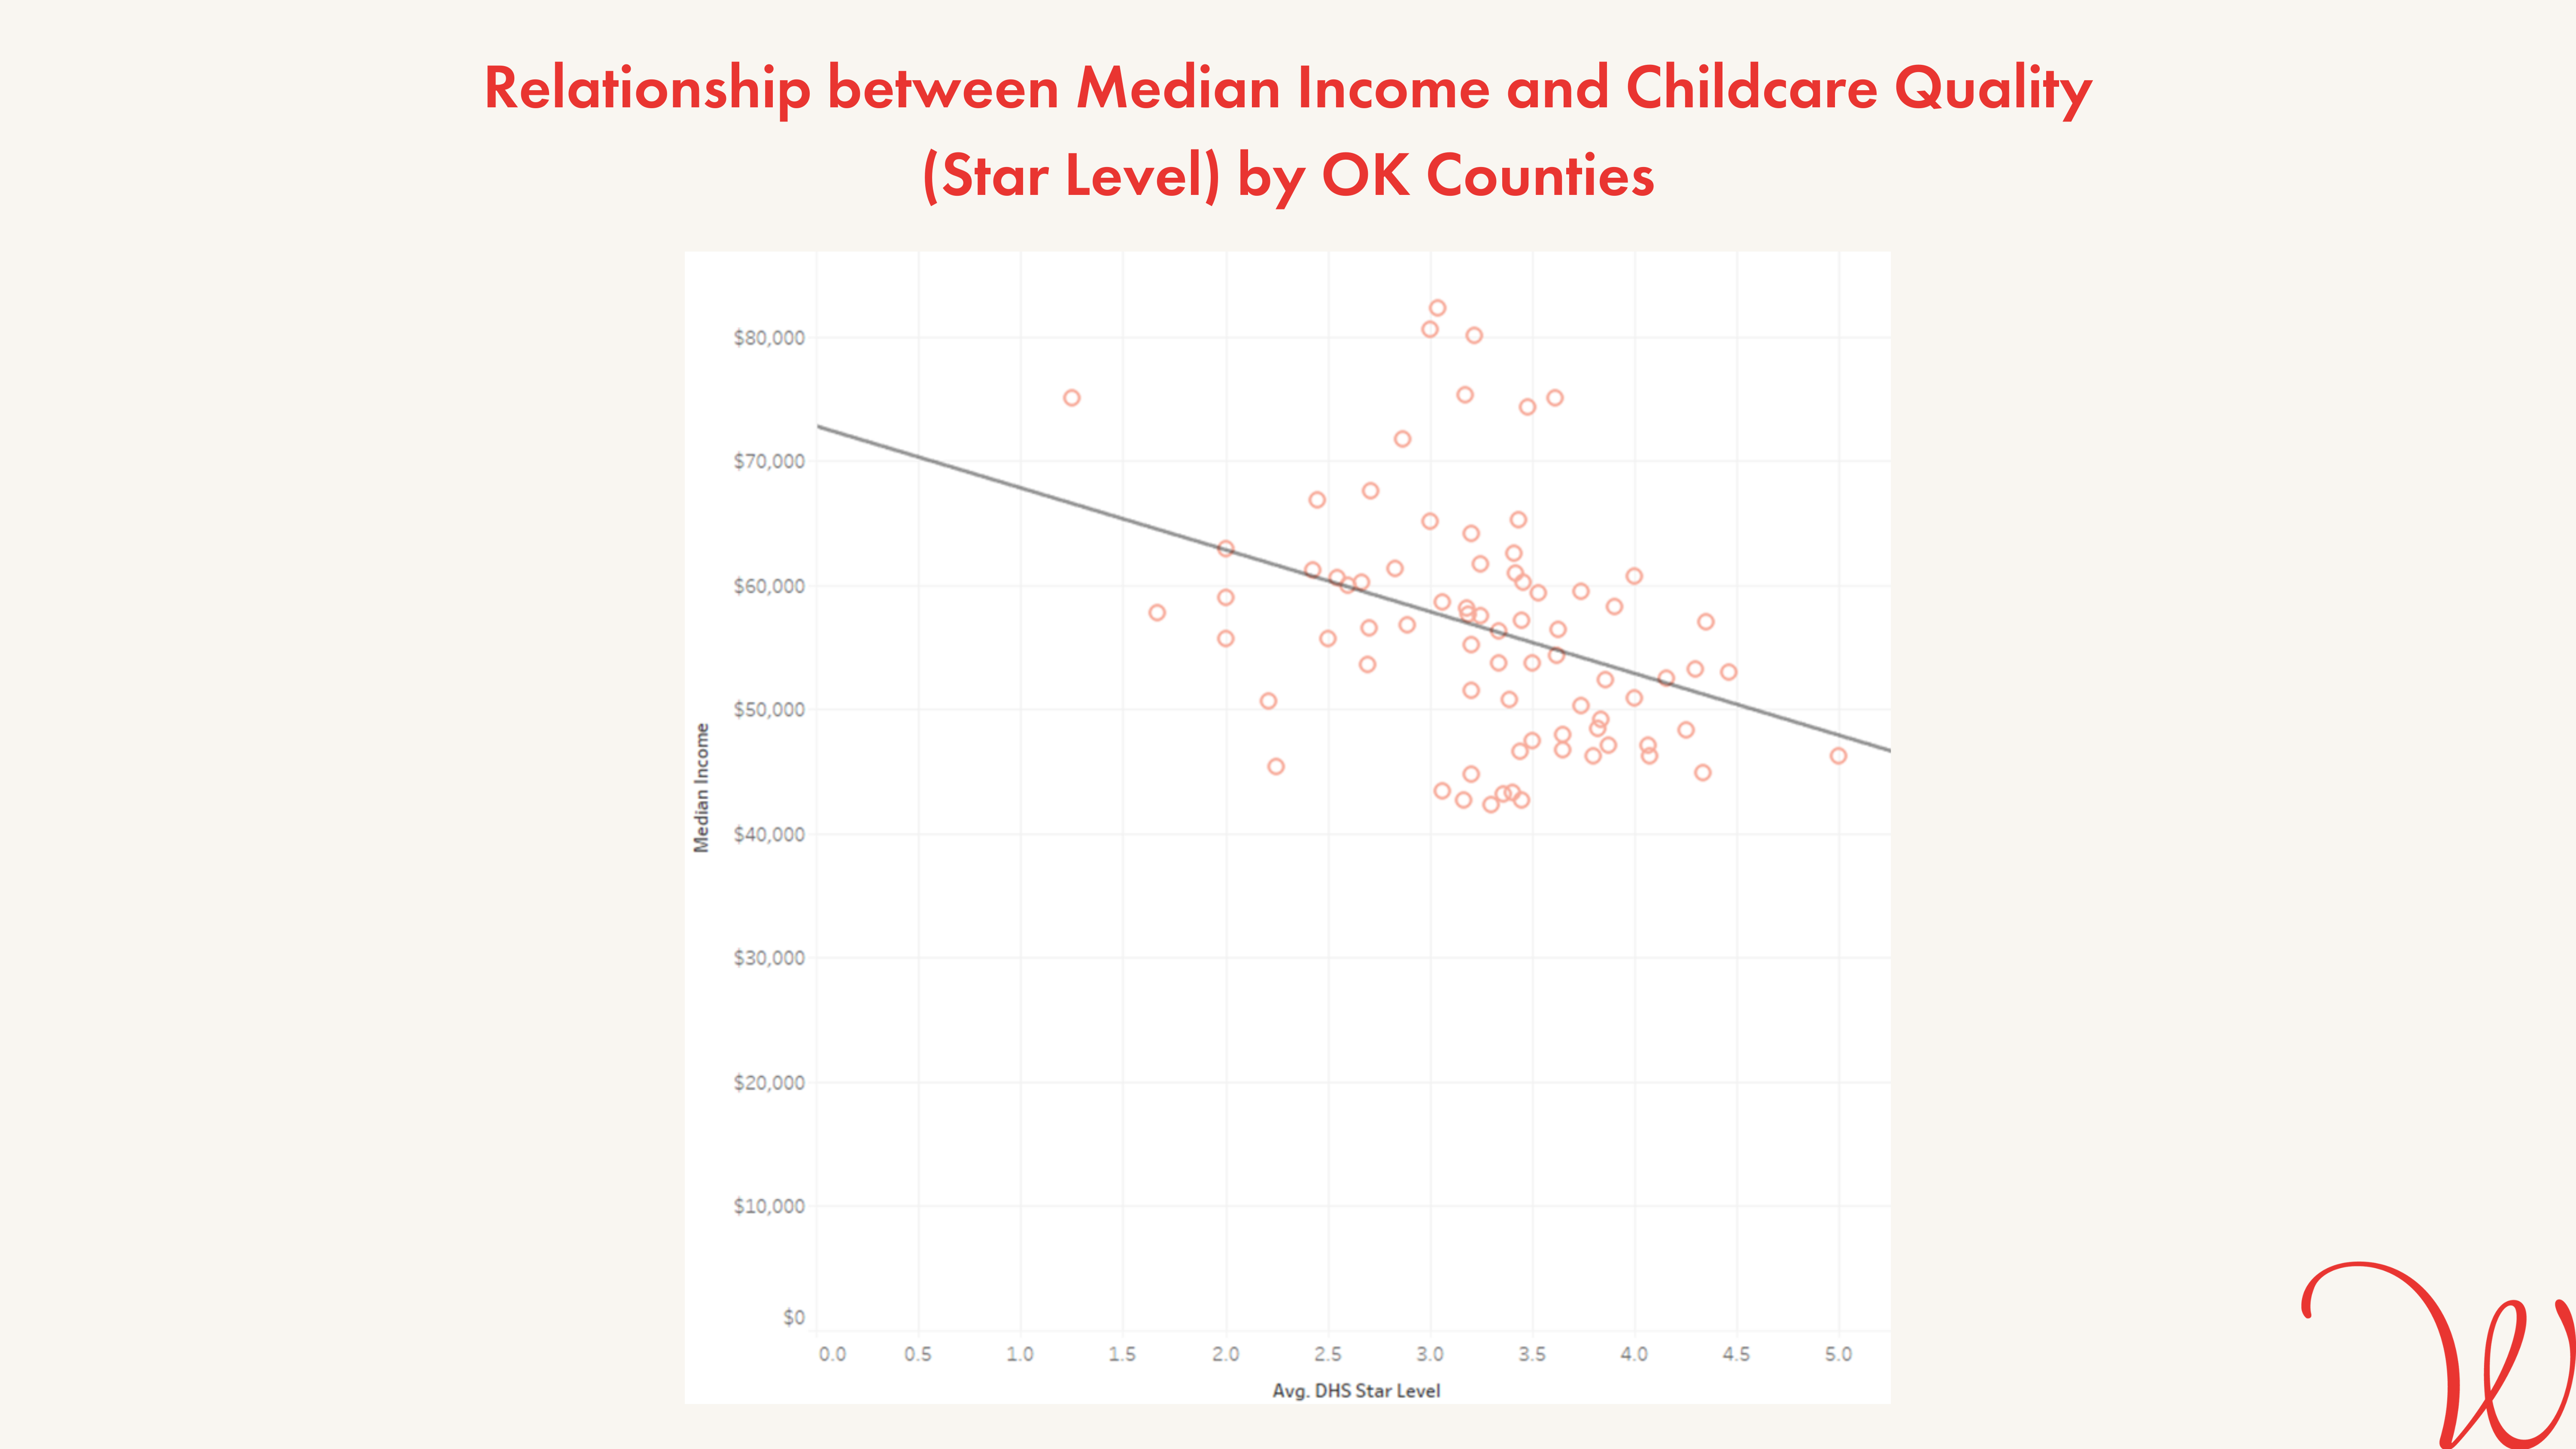 Relationship between Median Income and Childcare Quality
(Star Level) by OK Counties
$80,000
$70,000
$60,000
$50,000
$40,000
$30,000
$20,000
$10,000
$0
Median Income
0.0 0.5 1.0 1.5 2.0 2.5 3.0 3.5 4.0 4.5 5.0
Avg. DHS Star Level
W